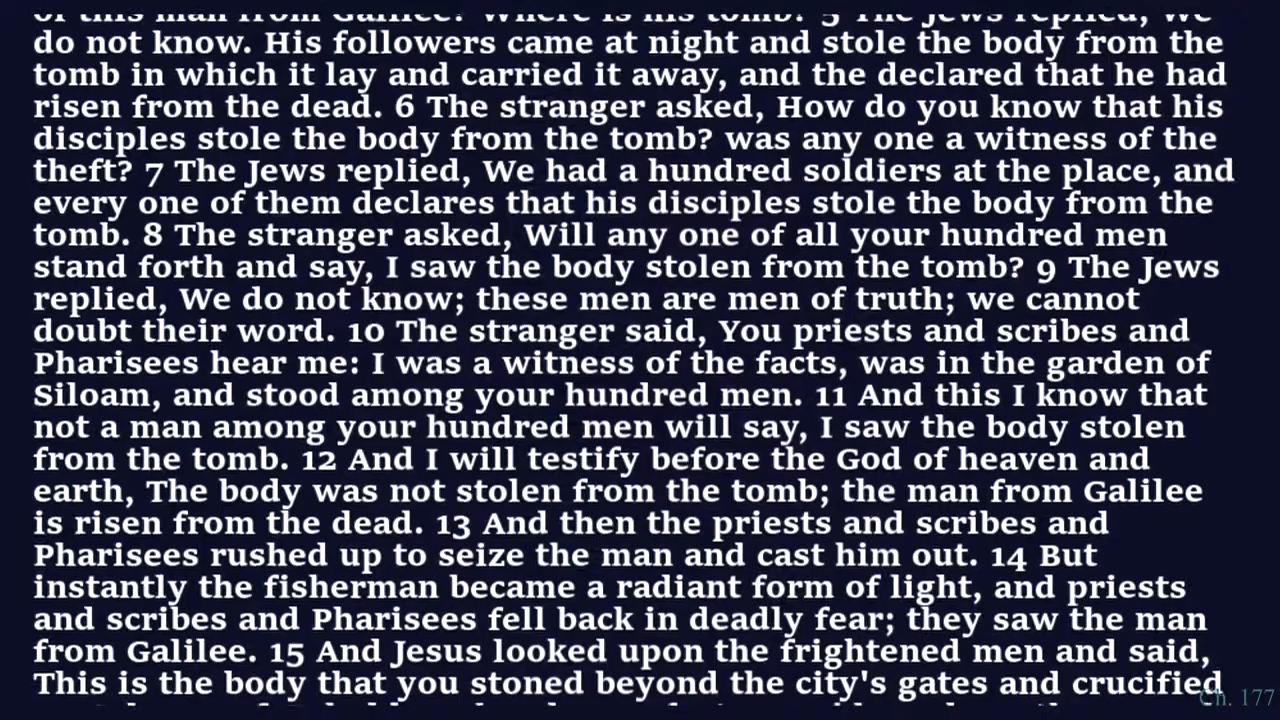 of this man from Galilee? Where is his tomb? 5 The Jews replied, We
do not know. His followers came at night and stole the body from the
tomb in which it lay and carried it away, and the declared that he had
risen from the dead. 6 The stranger asked, How do you know that his
disciples stole the body from the tomb? was any one a witness of the
theft? 7 The Jews replied, We had a hundred soldiers at the place, and
every one of them declares that his disciples stole the body from the
tomb. 8 The stranger asked, Will any one of all your hundred men
stand forth and say, I saw the body stolen from the tomb? 9 The Jews
replied, We do not know; these men are men of truth; we cannot
doubt their word. 10 The stranger said, You priests and scribes and
Pharisees hear me: I was a witness of the facts, was in the garden of
Siloam, and stood among your hundred men. 11 And this I know that
not a man among your hundred men will say, I saw the body stolen
from the tomb. 12 And I will testify before the God of heaven and
earth, The body was not stolen from the tomb; the man from Galilee
is risen from the dead. 13 And then the priests and scribes and
Pharisees rushed up to seize the man and cast him out. 14 But
instantly the fisherman became a radiant form of light, and priests
and scribes and Pharisees fell back in deadly fear; they saw the man
from Galilee. 15 And Jesus looked upon the frightened men and said,
This is the body that you stoned beyond the city's gates and crucified
Ch. 177